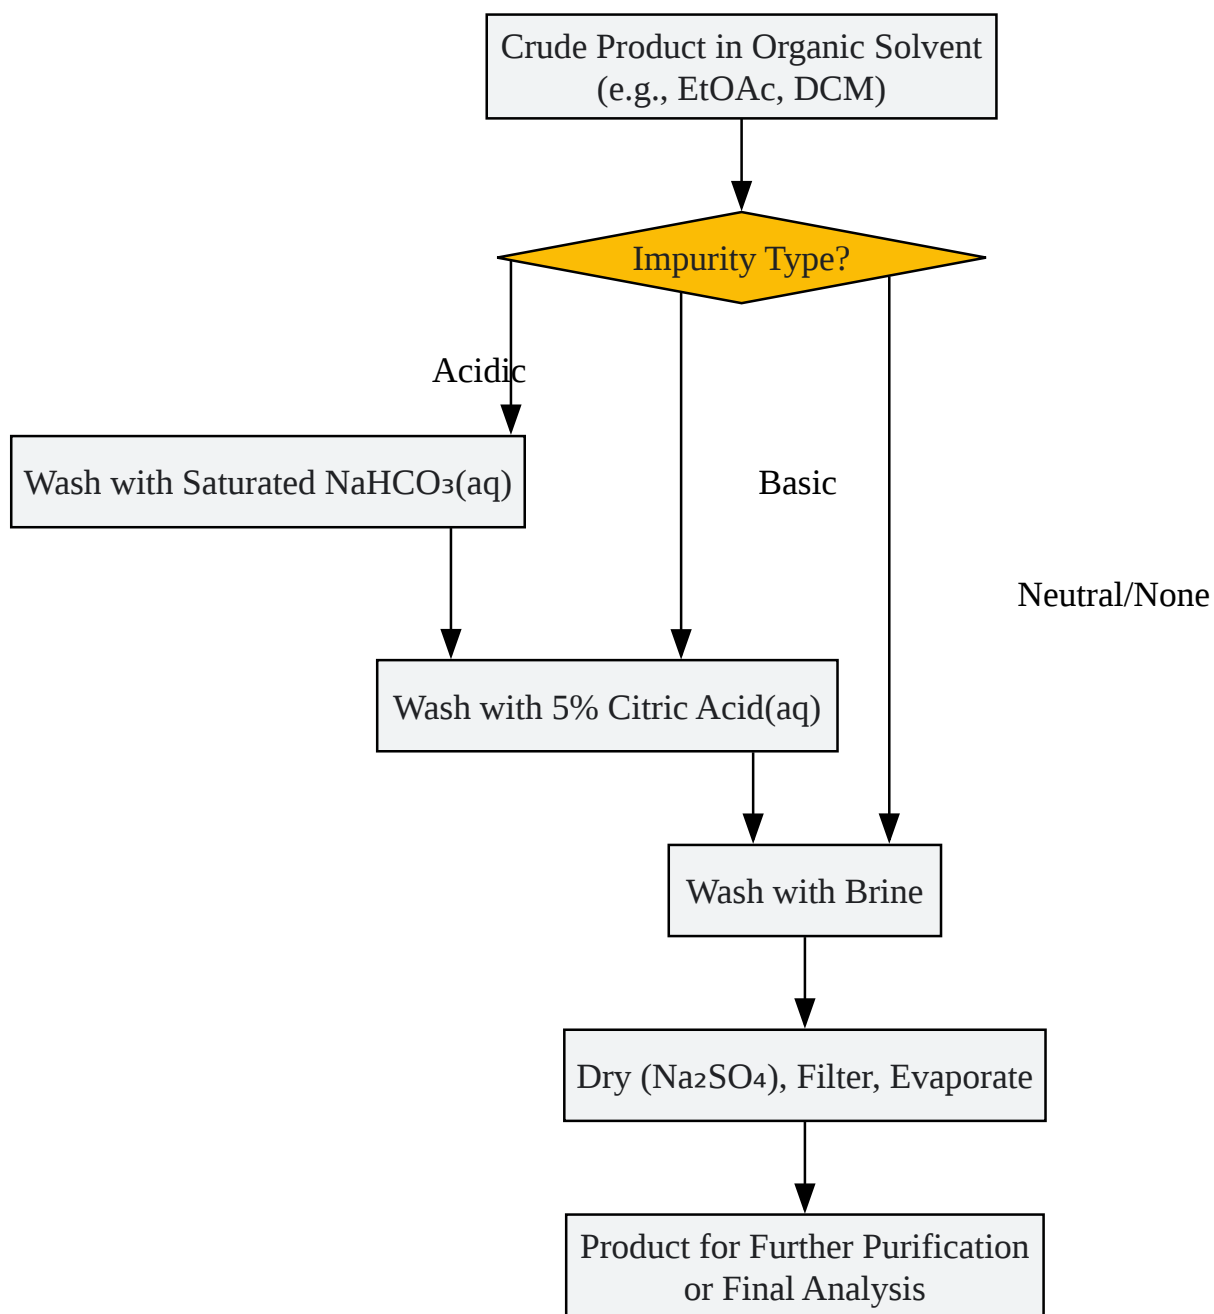 Crude Product in Organic Solvent
(e.g., EtOAc, DCM)
Impurity Type?
Acidic
Wash with Saturated NaHCO₃(aq)
Basic
Neutral/None
Wash with 5% Citric Acid(aq)
Wash with Brine
Dry (Na₂SO₄), Filter, Evaporate
Product for Further Purification
or Final Analysis